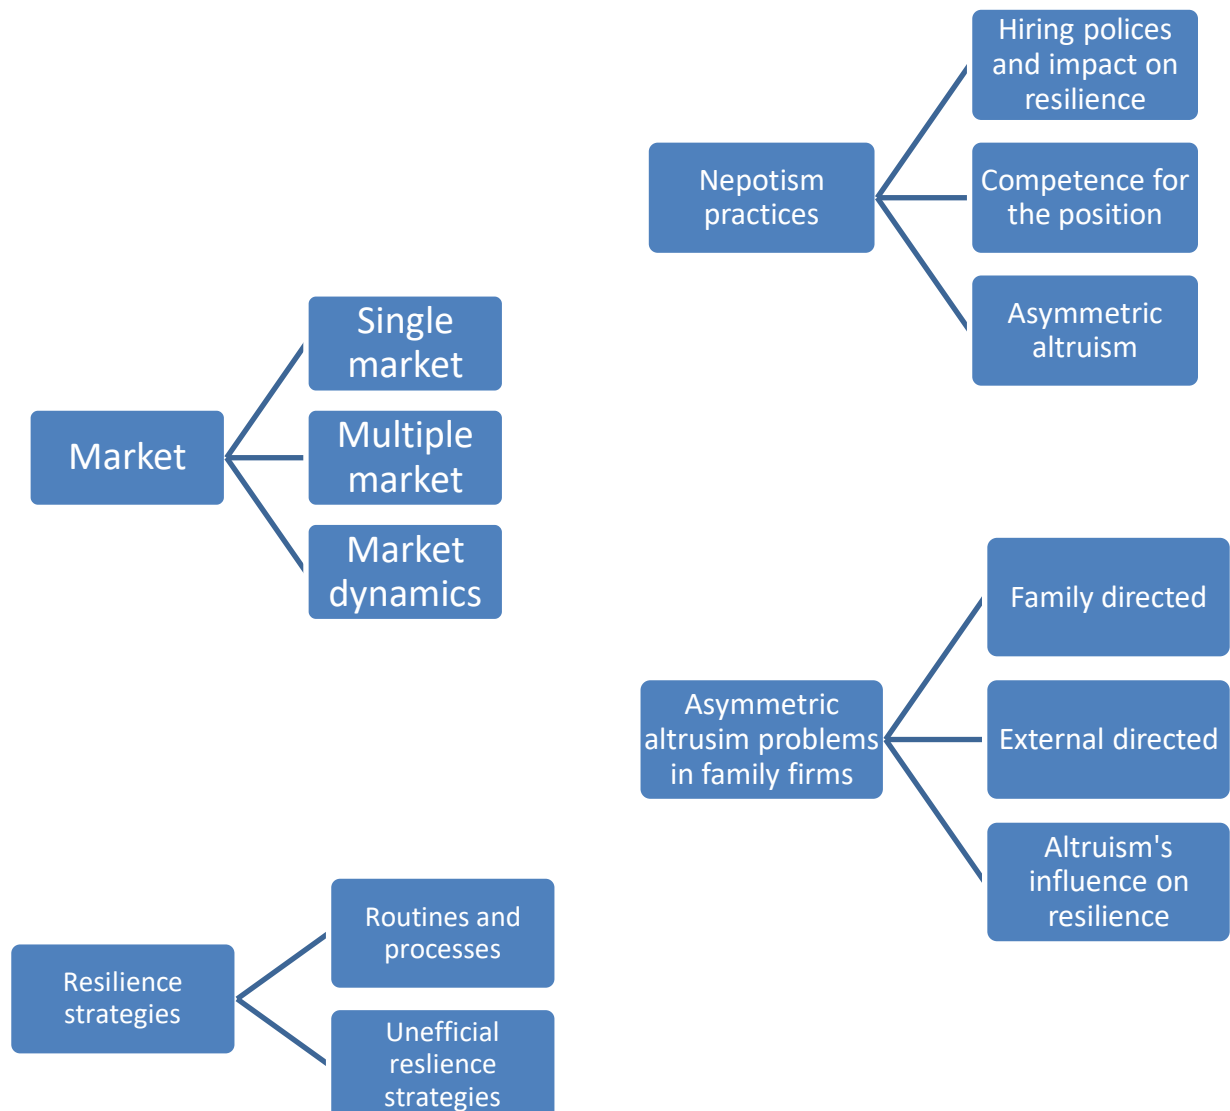 Market
Single
market
Multiple
market
Market
dynamics
Resilience
strategies
Routines and
processes
Unefficial
reslience
strategies
Nepotism
practices
Hiring polices
and impact on
resilience
Competence for
the position
Asymmetric
altruism
Asymmetric
altrusim problems
in family firms
Family directed
External directed
Altruism's
influence on
resilience